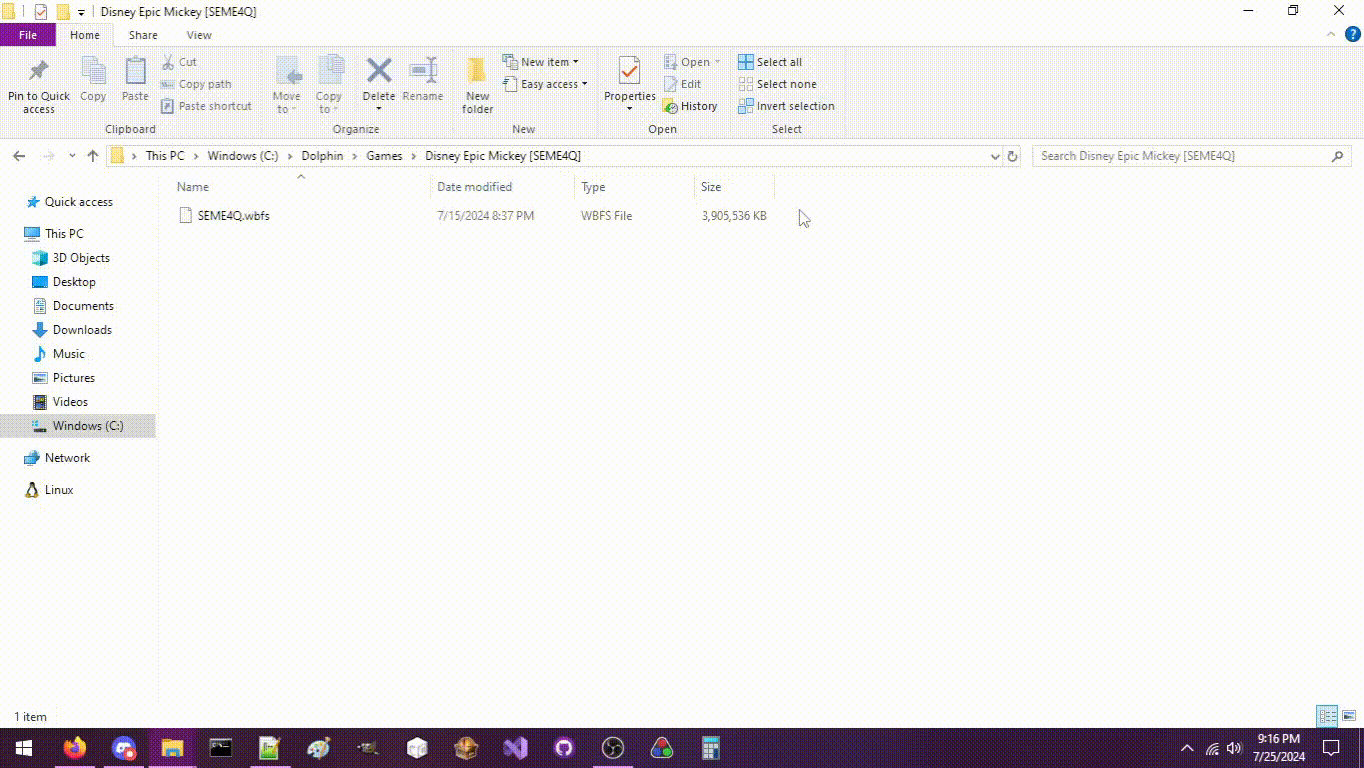 Disney Epic Mickey [SEME4Q]
File Home Share View
Pin to Quick access
Copy
Paste
Cut
Copy path
Paste shortcut
Clipboard
Move to
Copy to
Delete
Rename
Organize
New folder
New item
Easy access
New
Properties
Open
Edit
History
Open
Select all
Select none
Invert selection
Select
This PC > Windows (C:) > Dolphin > Games > Disney Epic Mickey [SEME4Q]
Search Disney Epic Mickey [SEME4Q]
Name Date modified Type Size
SEME4Q.wbfs 7/15/2024 8:37 PM WBFS File 3,905,536 KB
Quick access
This PC
3D Objects
Desktop
Documents
Downloads
Music
Pictures
Videos
Windows (C:)
Network
Linux
1 item
9:16 PM
7/25/2024